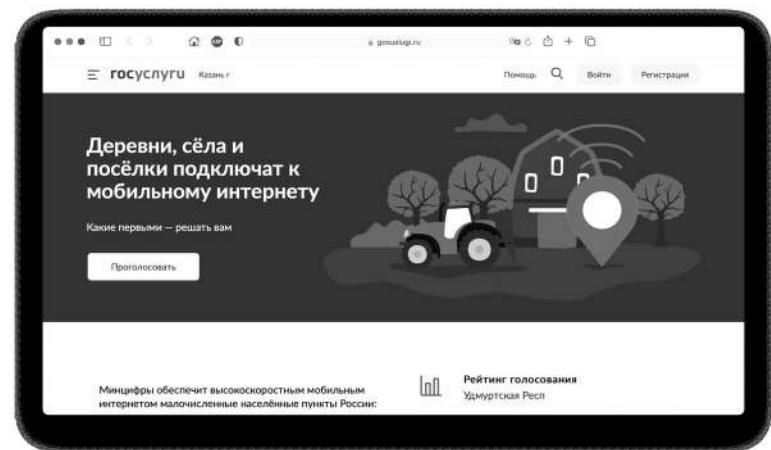 gosuslugi.ru
госуслуги Казань г Помощь Войти Регистрация
Деревни, сёла и
посёлки подключат к
мобильному интернету
Какие первыми — решать вам
Проголосовать
Минцифры обеспечит высокоскоростным мобильным
интернетом малочисленные населённые пункты России:
Рейтинг голосования
Удмуртская Респ